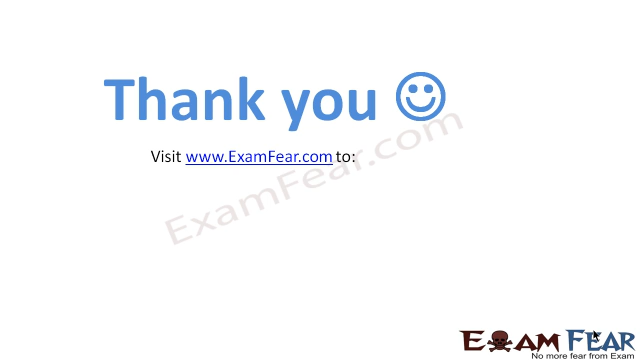 Thank you ☺
Visit www.ExamFear.com to:
ExamFear.com
EXAM FEAR
No more fear from Exam